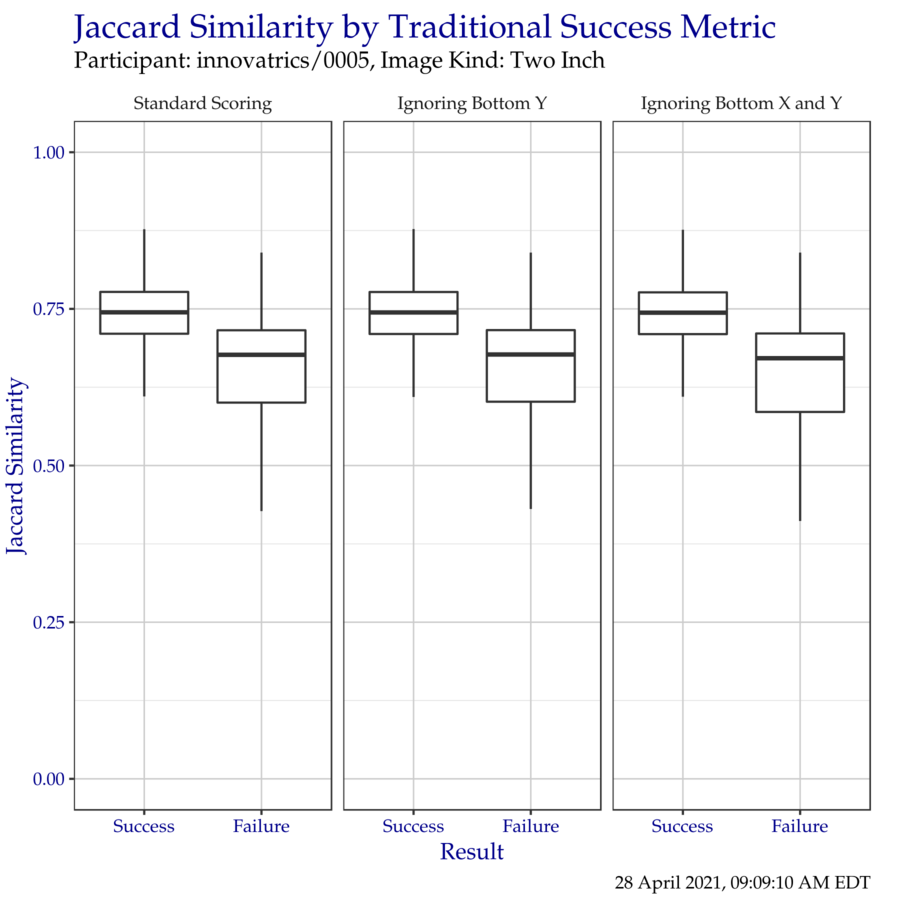 Jaccard Similarity by Traditional Success Metric
Participant: innovatrics/0005, Image Kind: Two Inch
Standard Scoring
Ignoring Bottom Y
Ignoring Bottom X and Y
Jaccard Similarity
1.00
0.75
0.50
0.25
0.00
Success Failure
Success Failure
Success Failure
Result
28 April 2021, 09:09:10 AM EDT